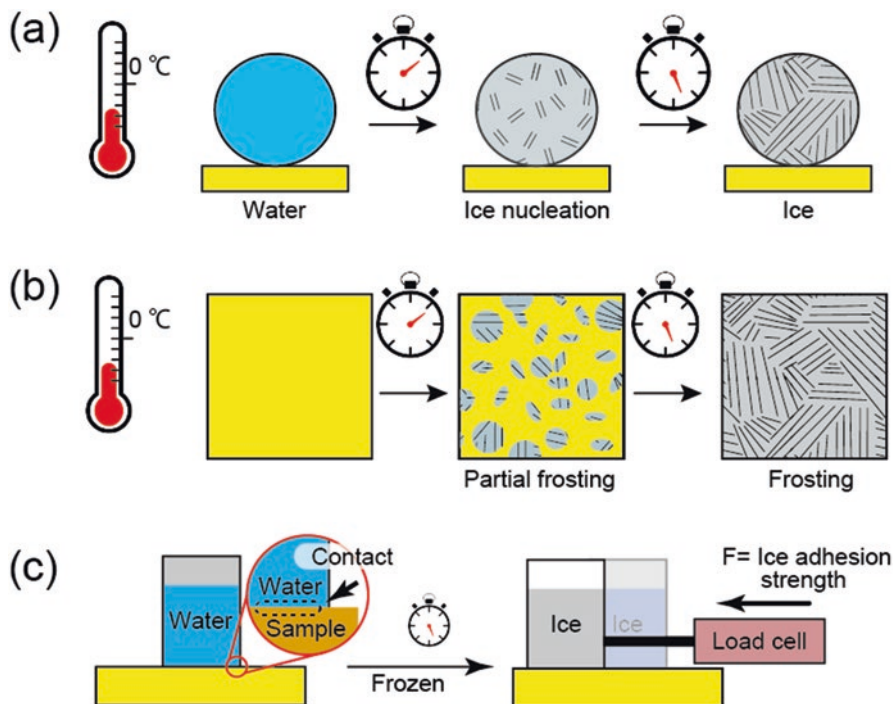 (a)
0 ℃
Water
Ice nucleation
Ice
(b)
0 ℃
Partial frosting
Frosting
(c)
Contact
Water
Water
Sample
Frozen
F= Ice adhesion
strength
Ice
Ice
Load cell